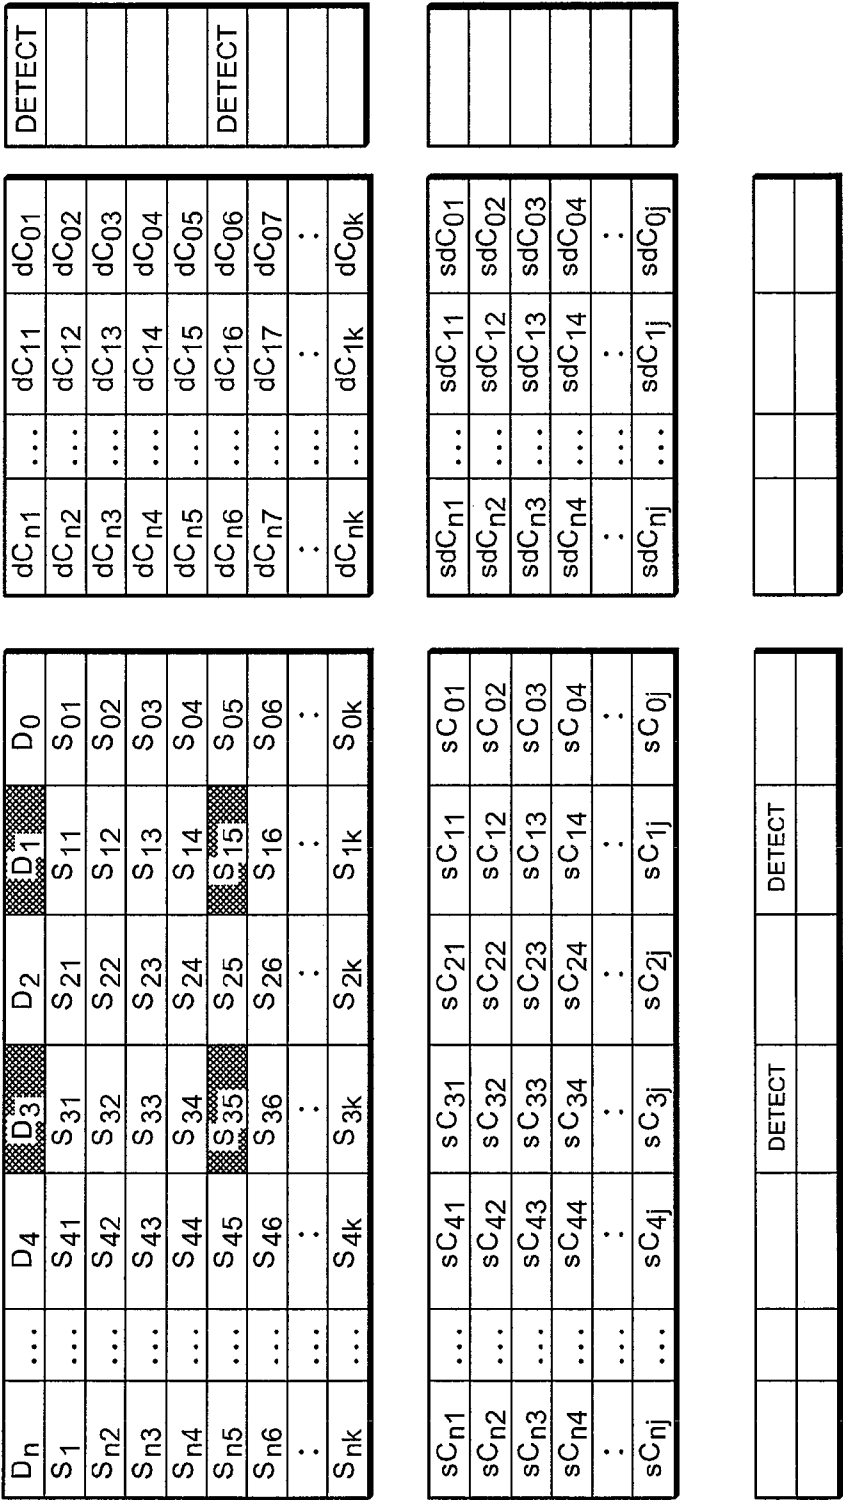 Dn ... D4 D3 D2 D1 D0 dCn1 ... dC11 dC01 DETECT
S1 ... S41 S31 S21 S11 S01 dCn2 ... dC12 dC02
Sn2 ... S42 S32 S22 S12 S02 dCn3 ... dC13 dC03
Sn3 ... S43 S33 S23 S13 S03 dCn4 ... dC14 dC04
Sn4 ... S44 S34 S24 S14 S04 dCn5 ... dC15 dC05
Sn5 ... S45 S35 S25 S15 S05 dCn6 ... dC16 dC06 DETECT
Sn6 ... S46 S36 S26 S16 S06 dCn7 ... dC17 dC07
: ... : : : : : : ... : :
Snk ... S4k S3k S2k S1k S0k dCnk ... dC1k dC0k
sCn1 ... sC41 sC31 sC21 sC11 sC01 sdCn1 ... sdC11 sdC01
sCn2 ... sC42 sC32 sC22 sC12 sC02 sdCn2 ... sdC12 sdC02
sCn3 ... sC43 sC33 sC23 sC13 sC03 sdCn3 ... sdC13 sdC03
sCn4 ... sC44 sC34 sC24 sC14 sC04 sdCn4 ... sdC14 sdC04
: ... : : : : : : ... : :
sCnj ... sC4j sC3j sC2j sC1j sC0j sdCnj ... sdC1j sdC0j
DETECT DETECT